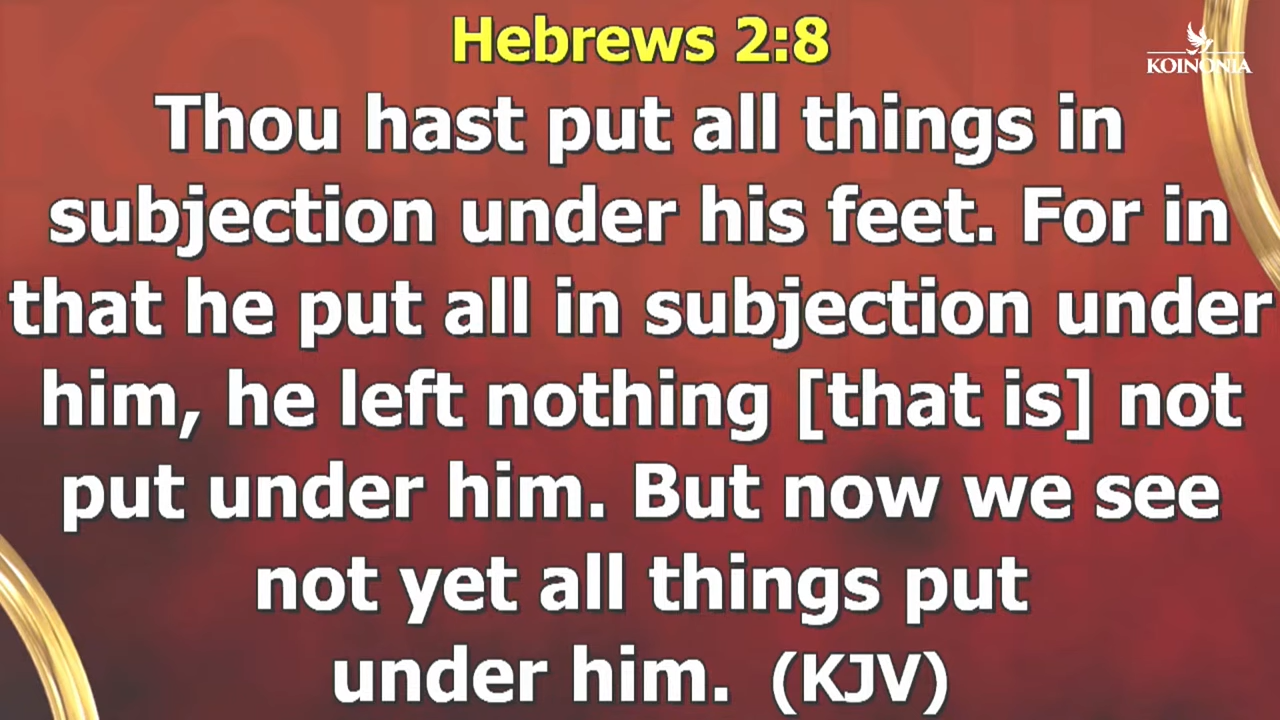 Hebrews 2:8
KOINONIA
Thou hast put all things in
subjection under his feet. For in
that he put all in subjection under
him, he left nothing [that is] not
put under him. But now we see
not yet all things put
under him. (KJV)